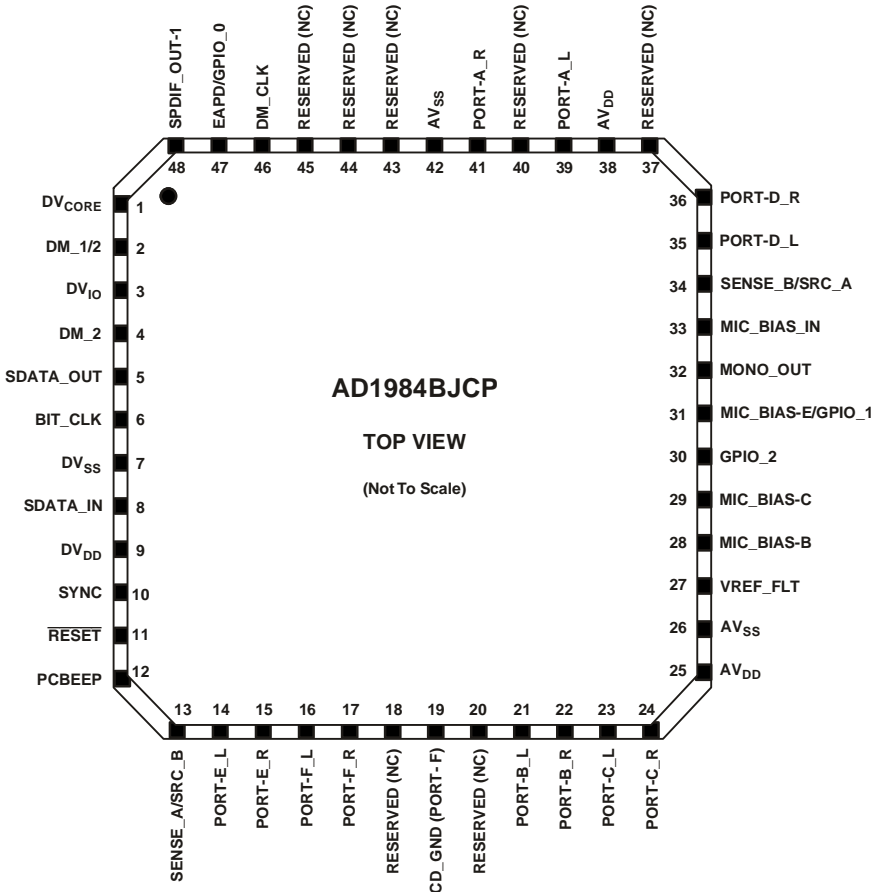 SPDIF_OUT-1
EAPD/GPIO_0
DM_CLK
RESERVED (NC)
RESERVED (NC)
RESERVED (NC)
AVSS
PORT-A_R
RESERVED (NC)
PORT-A_L
AVDD
RESERVED (NC)
48 47 46 45 44 43 42 41 40 39 38 37
DVCORE 1
DM_1/2 2
DVIO 3
DM_2 4
SDATA_OUT 5
BIT_CLK 6
DVSS 7
SDATA_IN 8
DVDD 9
SYNC 10
RESET 11
PCBEEP 12
AD1984BJCP
TOP VIEW
(Not To Scale)
36 PORT-D_R
35 PORT-D_L
34 SENSE_B/SRC_A
33 MIC_BIAS_IN
32 MONO_OUT
31 MIC_BIAS-E/GPIO_1
30 GPIO_2
29 MIC_BIAS-C
28 MIC_BIAS-B
27 VREF_FLT
26 AVSS
25 AVDD
13 14 15 16 17 18 19 20 21 22 23 24
SENSE_A/SRC_B
PORT-E_L
PORT-E_R
PORT-F_L
PORT-F_R
RESERVED (NC)
CD_GND (PORT- F)
RESERVED (NC)
PORT-B_L
PORT-B_R
PORT-C_L
PORT-C_R